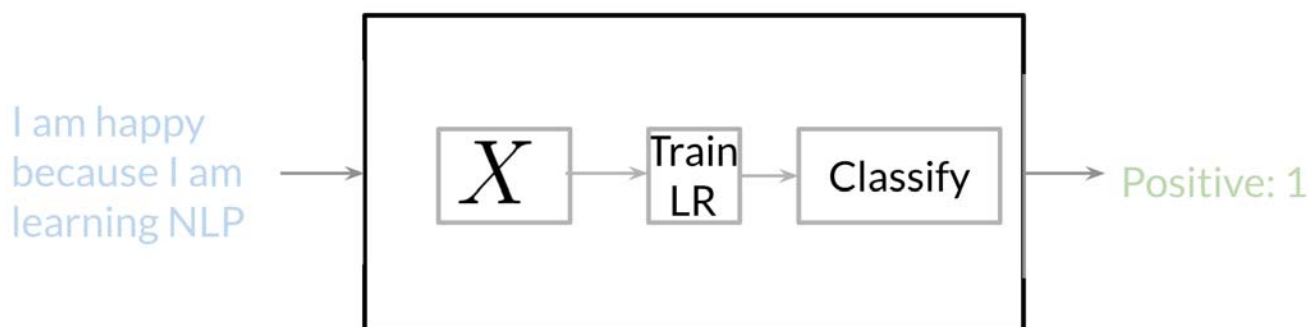 I am happy
because I am
learning NLP
X
Train
LR
Classify
Positive: 1